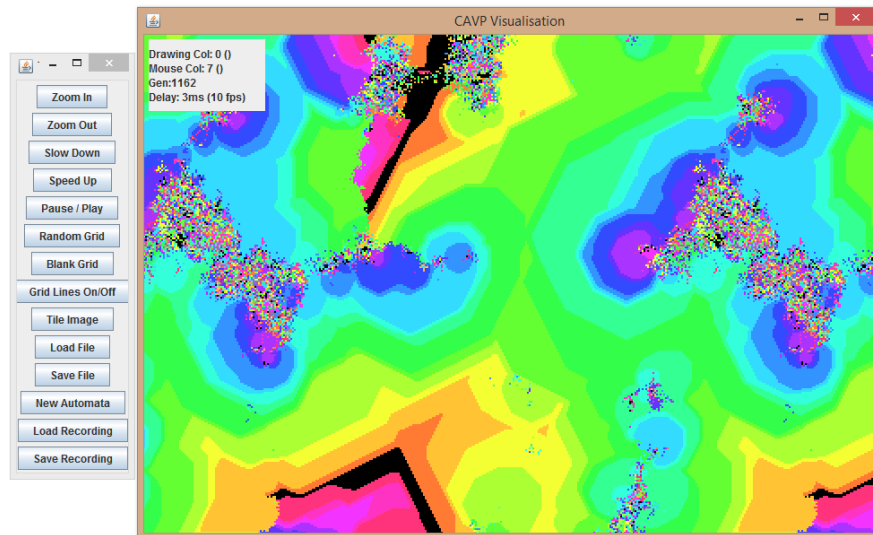 CAVP Visualisation
Drawing Col: 0 ()
Mouse Col: 7 ()
Gen:1162
Delay: 3ms (10 fps)
Zoom In
Zoom Out
Slow Down
Speed Up
Pause / Play
Random Grid
Blank Grid
Grid Lines On/Off
Tile Image
Load File
Save File
New Automata
Load Recording
Save Recording